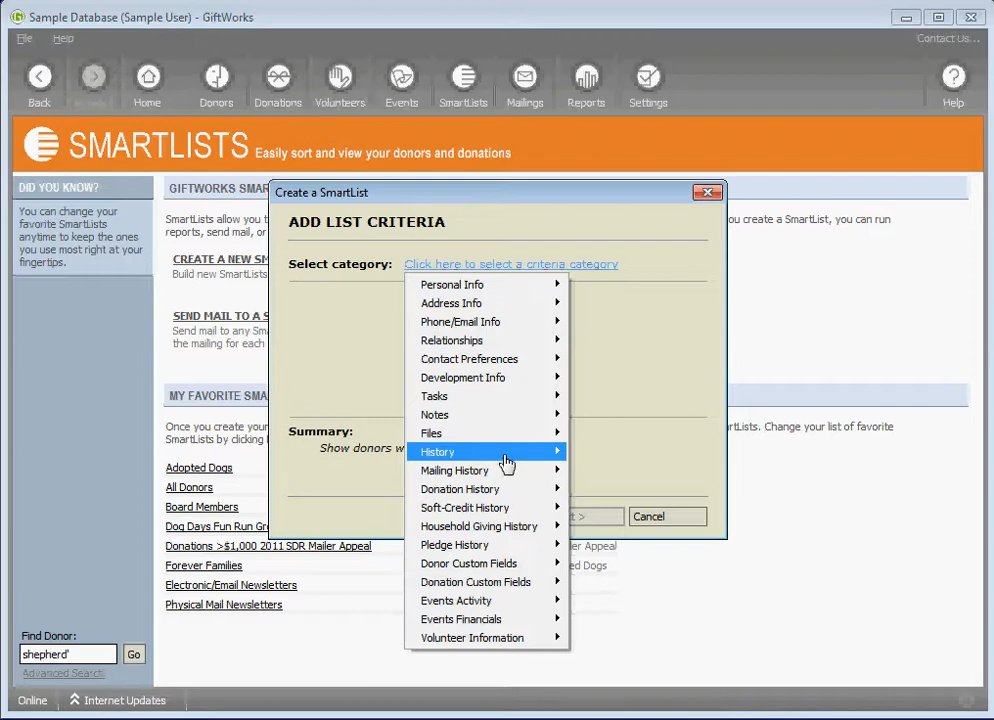 Sample Database (Sample User) - GiftWorks
File Help Contact Us...
Back Home Donors Donations Volunteers Events SmartLists Mailings Reports Settings Help
SMARTLISTS Easily sort and view your donors and donations
DID YOU KNOW?
You can change your
favorite SmartLists
anytime to keep the ones
you use most right at your
fingertips.
GIFTWORKS SMAR
SmartLists allow you t
you create a SmartList, you can run
reports, send mail, or
CREATE A NEW SM
Build new SmartLists
SEND MAIL TO A S
Send mail to any Sma
the mailing for each
MY FAVORITE SMA
Once you create your
rtLists. Change your list of favorite
SmartLists by clicking
Adopted Dogs
All Donors
Board Members
Dog Days Fun Run Gr
Donations >$1,000 2011 SDR Mailer Appeal
ler Appeal
Forever Families
ed Dogs
Electronic/Email Newsletters
Physical Mail Newsletters
Create a SmartList
ADD LIST CRITERIA
Select category: Click here to select a criteria category
Personal Info
Address Info
Phone/Email Info
Relationships
Contact Preferences
Development Info
Tasks
Notes
Files
History
Mailing History
Donation History
Soft-Credit History
Household Giving History
Pledge History
Donor Custom Fields
Donation Custom Fields
Events Activity
Events Financials
Volunteer Information
Summary:
Show donors w
t > Cancel
Find Donor:
shepherd' Go
Advanced Search
Online Internet Updates